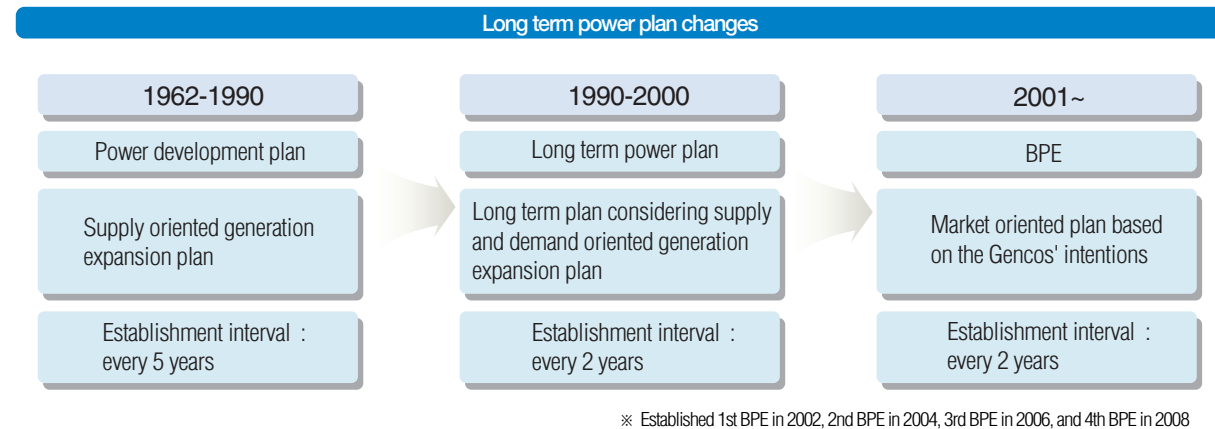 Long term power plan changes
1962-1990
Power development plan
Supply oriented generation
expansion plan
Establishment interval :
every 5 years
1990-2000
Long term power plan
Long term plan considering supply
and demand oriented generation
expansion plan
Establishment interval :
every 2 years
2001~
BPE
Market oriented plan based
on the Gencos' intentions
Establishment interval :
every 2 years
※ Established 1st BPE in 2002, 2nd BPE in 2004, 3rd BPE in 2006, and 4th BPE in 2008